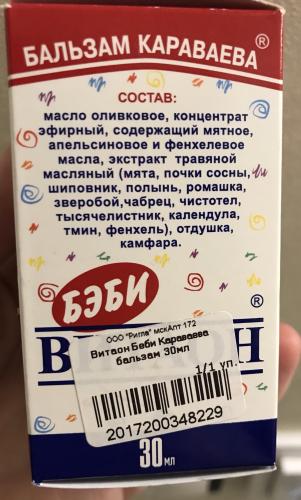 БАЛЬЗАМ КАРАВАЕВА®
СОСТАВ:
масло оливковое, концентрат
эфирный, содержащий мятное,
апельсиновое и фенхелевое
масла, экстракт травяной
масляный (мята, почки сосны,
шиповник, полынь, ромашка,
зверобой,чабрец, чистотел,
тысячелистник, календула,
тмин, фенхель), отдушка,
камфара.
БЭБИ
®
ООО "Ригла" мскАпт 172
Витаон Беби Караваева
бальзам 30мл
1/1 уп.
2017200348229
30 мл